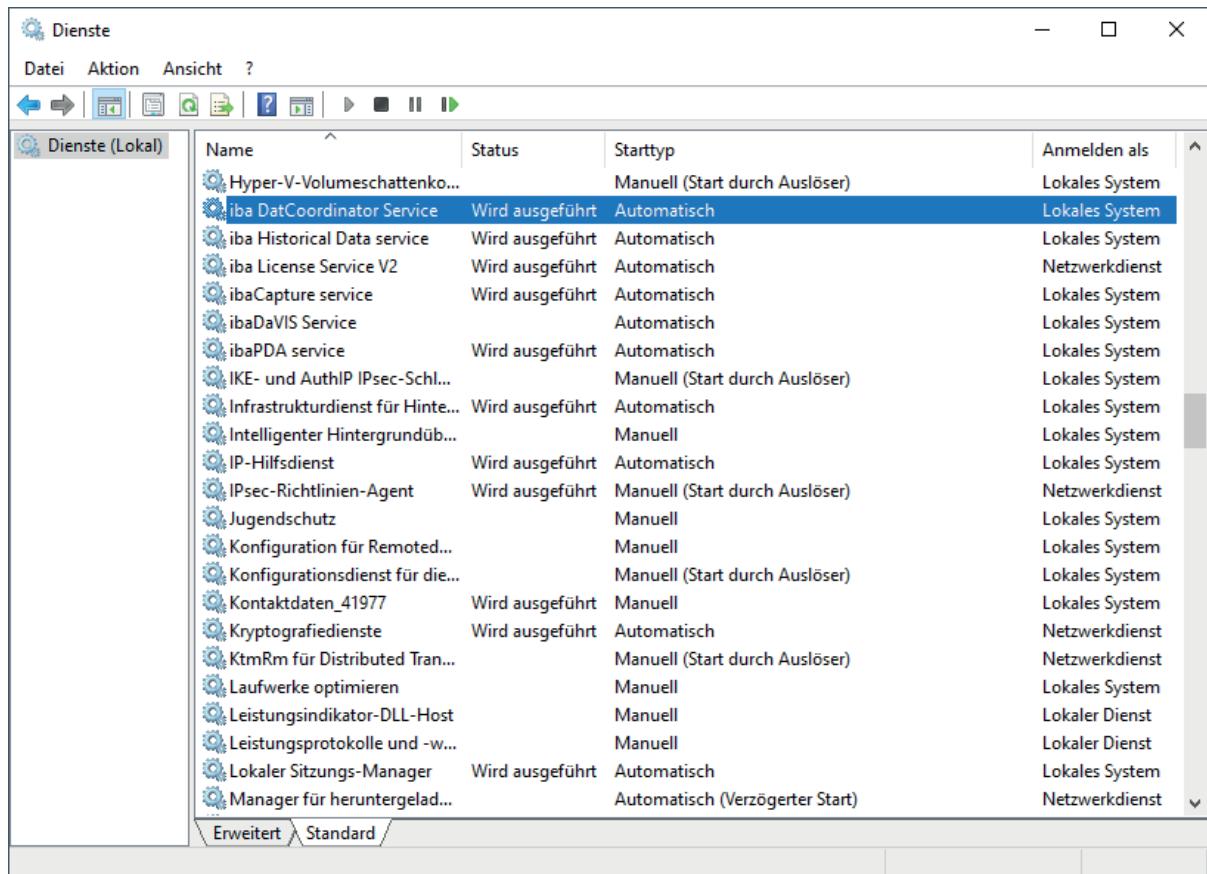 Dienste
Datei Aktion Ansicht ?
Dienste (Lokal)
Name Status Starttyp Anmelden als
Hyper-V-Volumeschattenko... Manuell (Start durch Auslöser) Lokales System
iba DatCoordinator Service Wird ausgeführt Automatisch Lokales System
iba Historical Data service Wird ausgeführt Automatisch Lokales System
iba License Service V2 Wird ausgeführt Automatisch Netzwerkdienst
ibaCapture service Wird ausgeführt Automatisch Lokales System
ibaDaVIS Service Automatisch Lokales System
ibaPDA service Wird ausgeführt Automatisch Lokales System
IKE- und AuthIP IPsec-Schl... Manuell (Start durch Auslöser) Lokales System
Infrastrukturdienst für Hinte... Wird ausgeführt Automatisch Lokales System
Intelligenter Hintergrundüb... Manuell Lokales System
IP-Hilfsdienst Wird ausgeführt Automatisch Lokales System
IPsec-Richtlinien-Agent Wird ausgeführt Manuell (Start durch Auslöser) Netzwerkdienst
Jugendschutz Manuell Lokales System
Konfiguration für Remoted... Manuell Lokales System
Konfigurationsdienst für die... Manuell (Start durch Auslöser) Lokales System
Kontaktdaten_41977 Wird ausgeführt Manuell Lokales System
Kryptografiedienste Wird ausgeführt Automatisch Netzwerkdienst
KtmRm für Distributed Tran... Manuell (Start durch Auslöser) Netzwerkdienst
Laufwerke optimieren Manuell Lokales System
Leistungsindikator-DLL-Host Manuell Lokaler Dienst
Leistungsprotokolle und -w... Manuell Lokaler Dienst
Lokaler Sitzungs-Manager Wird ausgeführt Automatisch Lokales System
Manager für heruntergelad... Automatisch (Verzögerter Start) Netzwerkdienst
Erweitert Standard